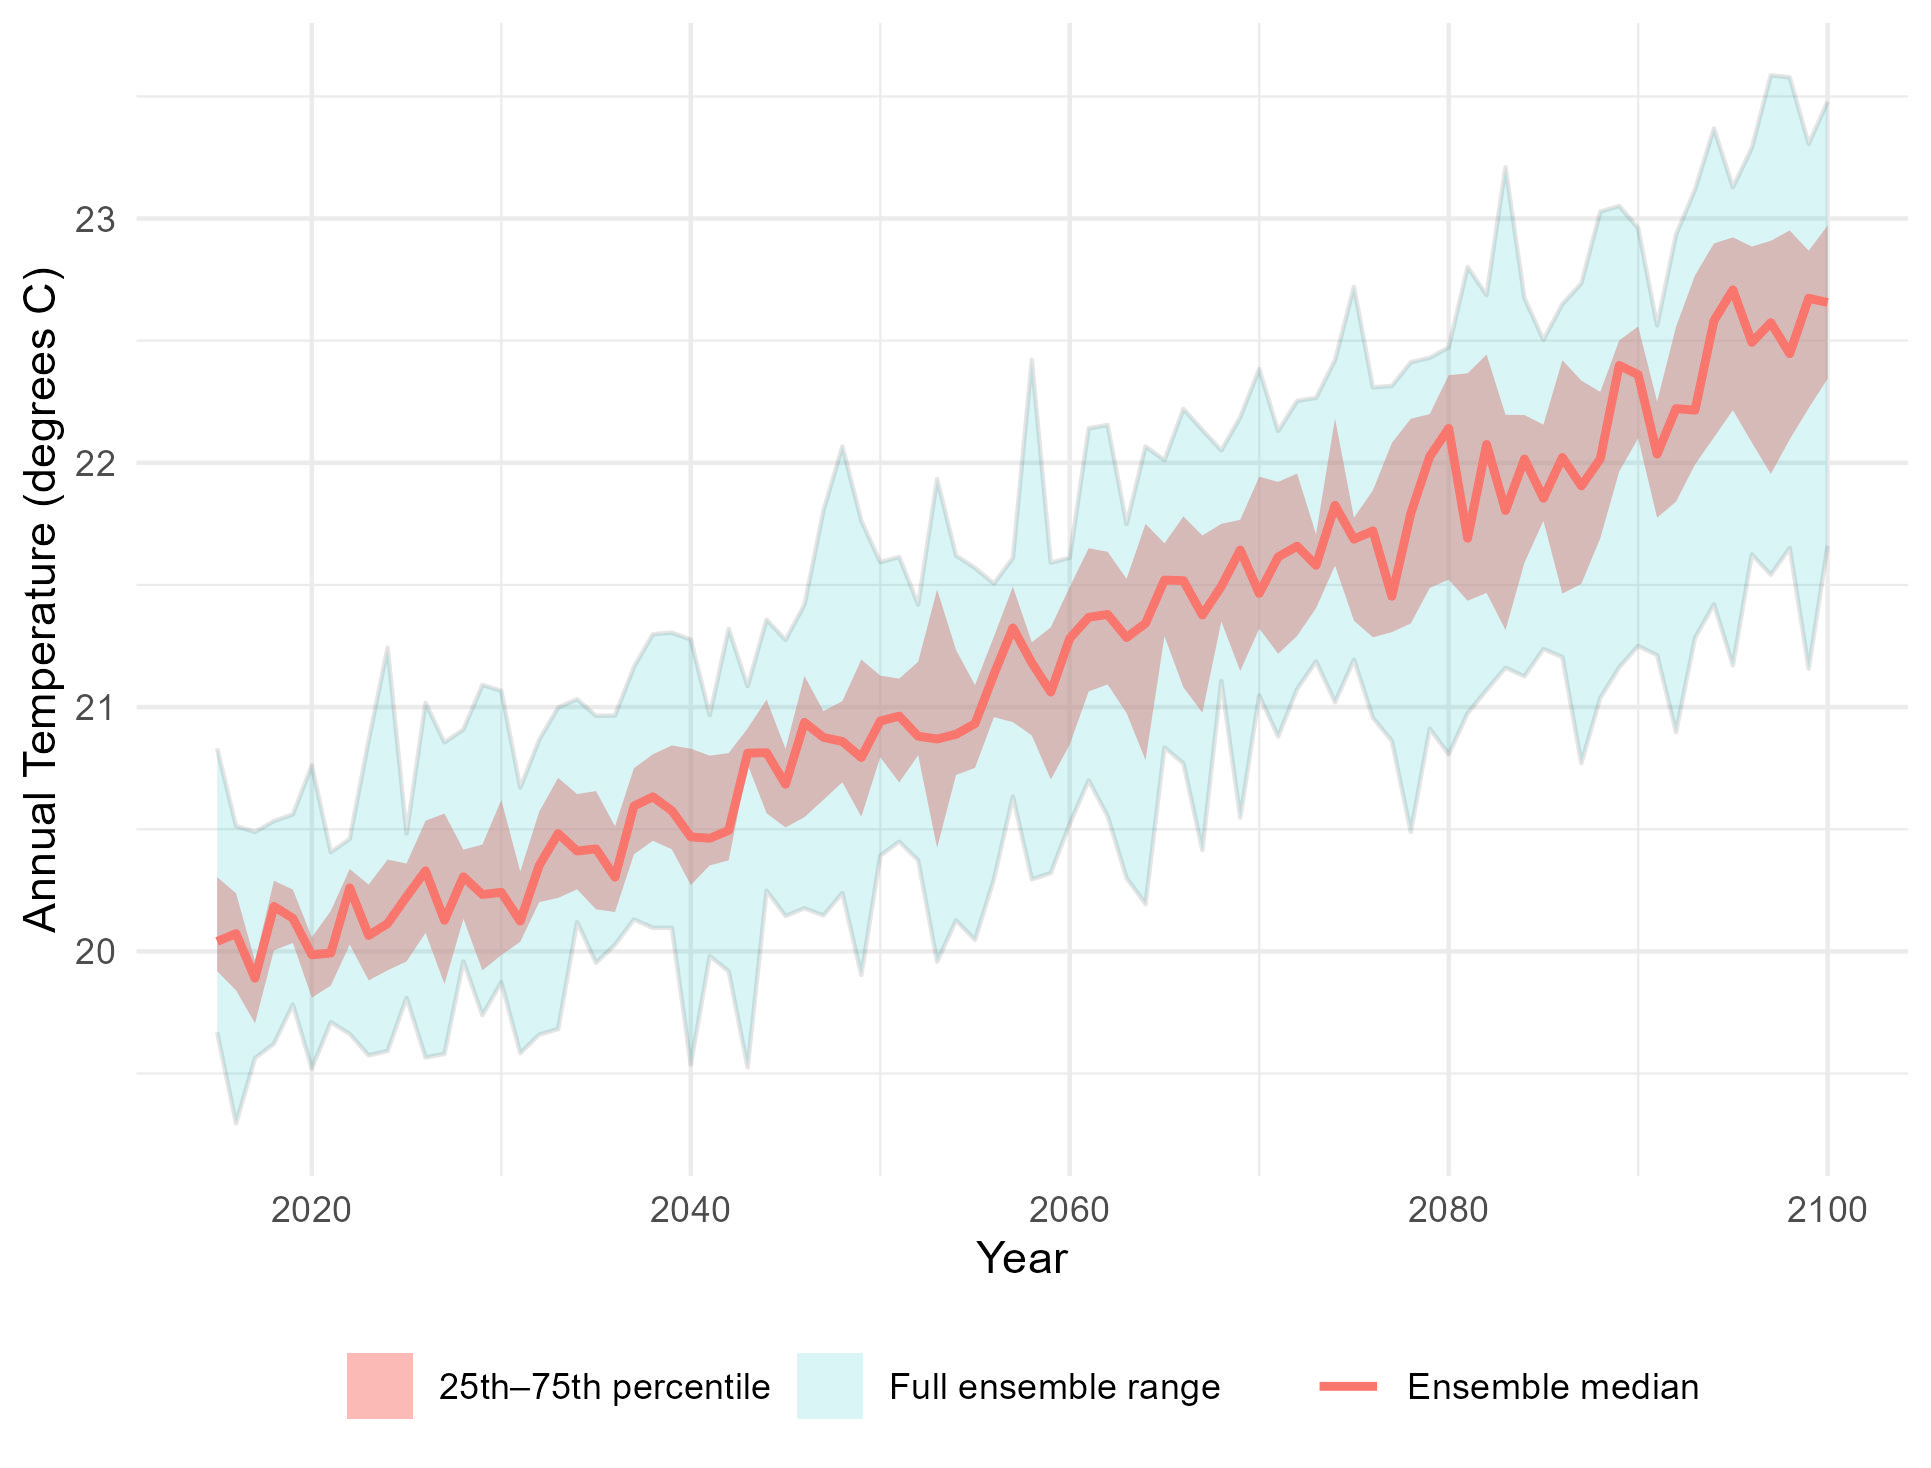 Annual Temperature (degrees C)
23
22
21
20
2020 2040 2060 2080 2100
Year
25th–75th percentile Full ensemble range Ensemble median